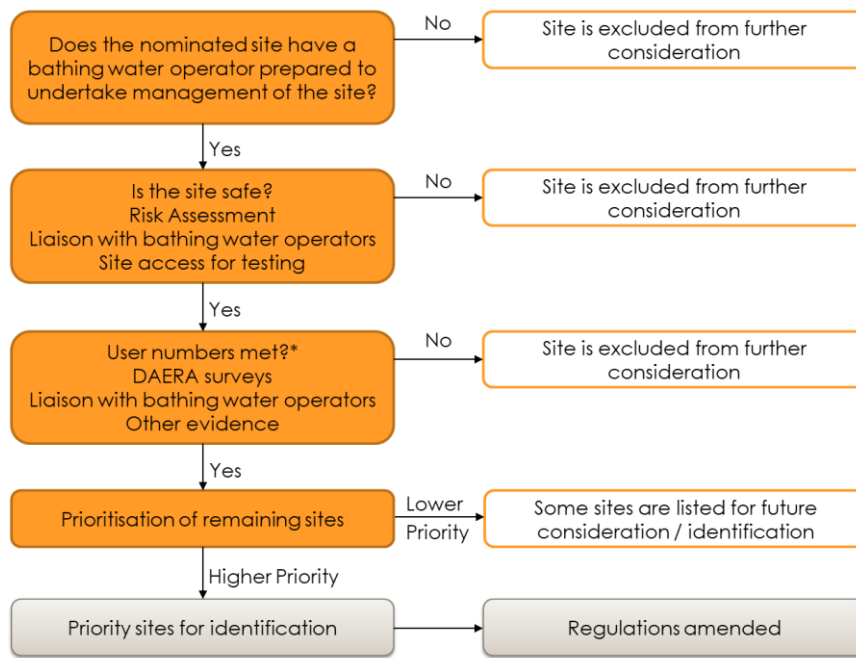 Does the nominated site have a
bathing water operator prepared to
undertake management of the site?
No
Site is excluded from further
consideration
Yes
Is the site safe?
Risk Assessment
Liaison with bathing water operators
Site access for testing
No
Site is excluded from further
consideration
Yes
User numbers met?*
DAERA surveys
Liaison with bathing water operators
Other evidence
No
Site is excluded from further
consideration
Yes
Prioritisation of remaining sites
Lower
Priority
Some sites are listed for future
consideration / identification
Higher Priority
Priority sites for identification
Regulations amended